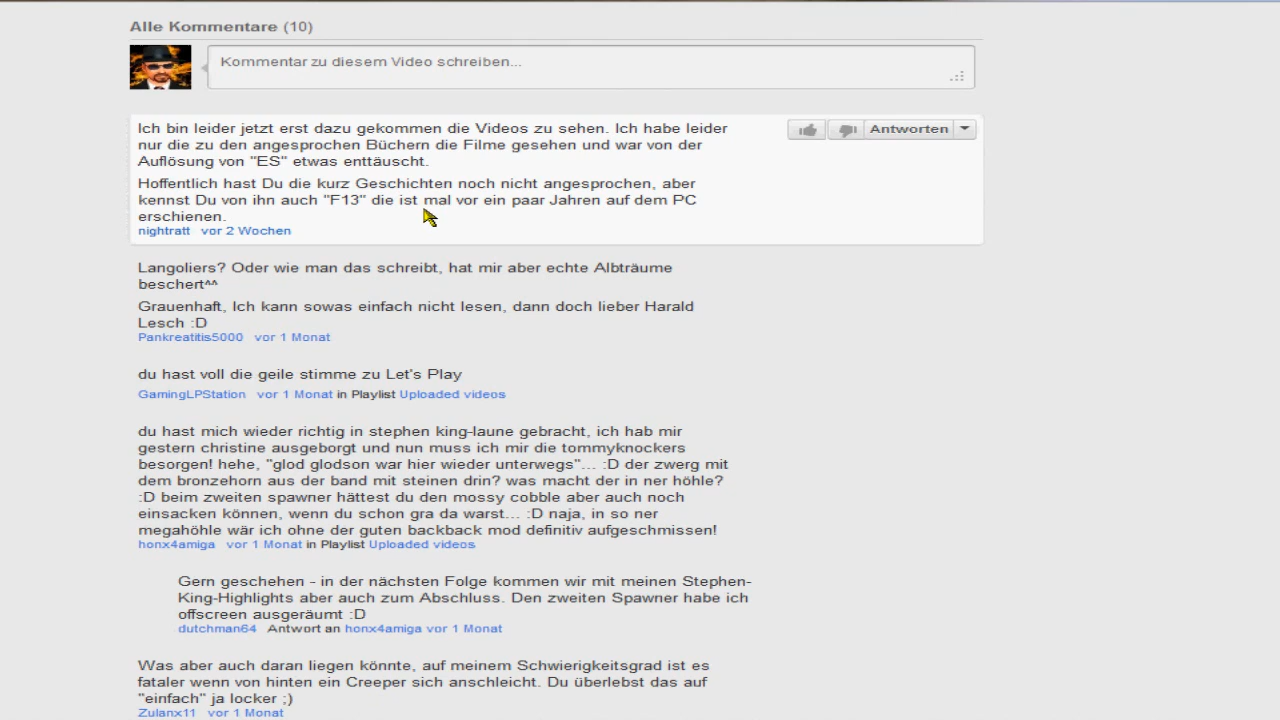 Alle Kommentare (10)
Kommentar zu diesem Video schreiben...
Ich bin leider jetzt erst dazu gekommen die Videos zu sehen. Ich habe leider
nur die zu den angesprochen Büchern die Filme gesehen und war von der
Auflösung von "ES" etwas enttäuscht.
Antworten
Hoffentlich hast Du die kurz Geschichten noch nicht angesprochen, aber
kennst Du von ihn auch "F13" die ist mal vor ein paar Jahren auf dem PC
erschienen.
nightratt vor 2 Wochen
Langoliers? Oder wie man das schreibt, hat mir aber echte Albträume
beschert^^
Grauenhaft, Ich kann sowas einfach nicht lesen, dann doch lieber Harald
Lesch :D
Pankreatitis5000 vor 1 Monat
du hast voll die geile stimme zu Let's Play
GamingLPStation vor 1 Monat in Playlist Uploaded videos
du hast mich wieder richtig in stephen king-laune gebracht, ich hab mir
gestern christine ausgeborgt und nun muss ich mir die tommyknockers
besorgen! hehe, "glod glodson war hier wieder unterwegs"... :D der zwerg mit
dem bronzehorn aus der band mit steinen drin? was macht der in ner höhle?
:D beim zweiten spawner hättest du den mossy cobble aber auch noch
einsacken können, wenn du schon gra da warst... :D naja, in so ner
megahöhle wär ich ohne der guten backback mod definitiv aufgeschmissen!
honx4amiga vor 1 Monat in Playlist Uploaded videos
Gern geschehen - in der nächsten Folge kommen wir mit meinen Stephen-
King-Highlights aber auch zum Abschluss. Den zweiten Spawner habe ich
offscreen ausgeräumt :D
dutchman64 Antwort an honx4amiga vor 1 Monat
Was aber auch daran liegen könnte, auf meinem Schwierigkeitsgrad ist es
fataler wenn von hinten ein Creeper sich anschleicht. Du überlebst das auf
"einfach" ja locker ;)
Zulanx11 vor 1 Monat